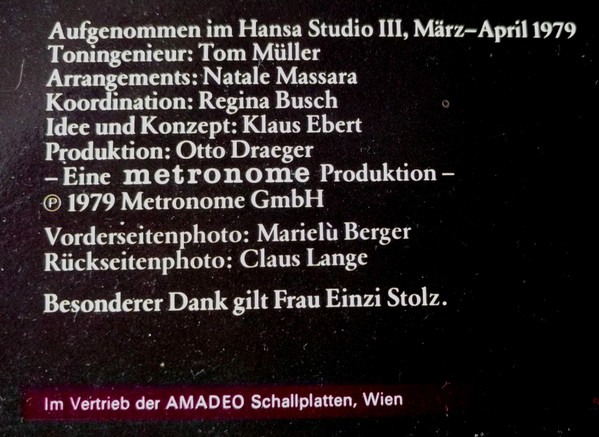 Aufgenommen im Hansa Studio III, März–April 1979
Toningenieur: Tom Müller
Arrangements: Natale Massara
Koordination: Regina Busch
Idee und Konzept: Klaus Ebert
Produktion: Otto Draeger
– Eine metronome Produktion –
℗ 1979 Metronome GmbH
Vorderseitenphoto: Marielù Berger
Rückseitenphoto: Claus Lange
Besonderer Dank gilt Frau Einzi Stolz.
Im Vertrieb der AMADEO Schallplatten, Wien